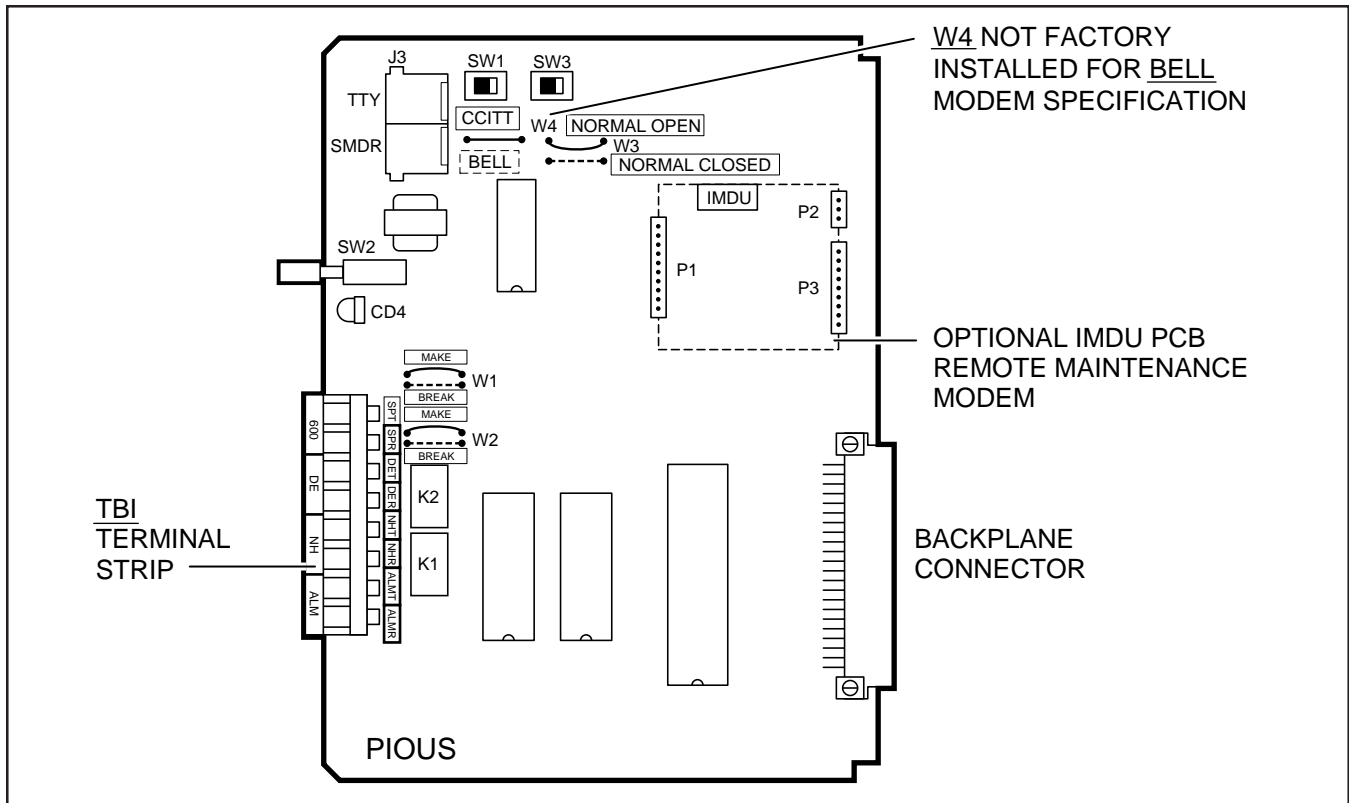 W4 NOT FACTORY
INSTALLED FOR BELL
MODEM SPECIFICATION
J3
SW1
SW3
TTY
CCITT
W4
NORMAL OPEN
SMDR
W3
BELL
NORMAL CLOSED
IMDU
P2
SW2
P1
P3
CD4
OPTIONAL IMDU PCB
REMOTE MAINTENANCE
MODEM
MAKE
W1
BREAK
MAKE
W2
BREAK
600
DE
NH
ALM
SPT
SPR
DET
DER
NHT
NHR
ALMT
ALMR
K2
K1
TBI
TERMINAL
STRIP
BACKPLANE
CONNECTOR
PIOUS